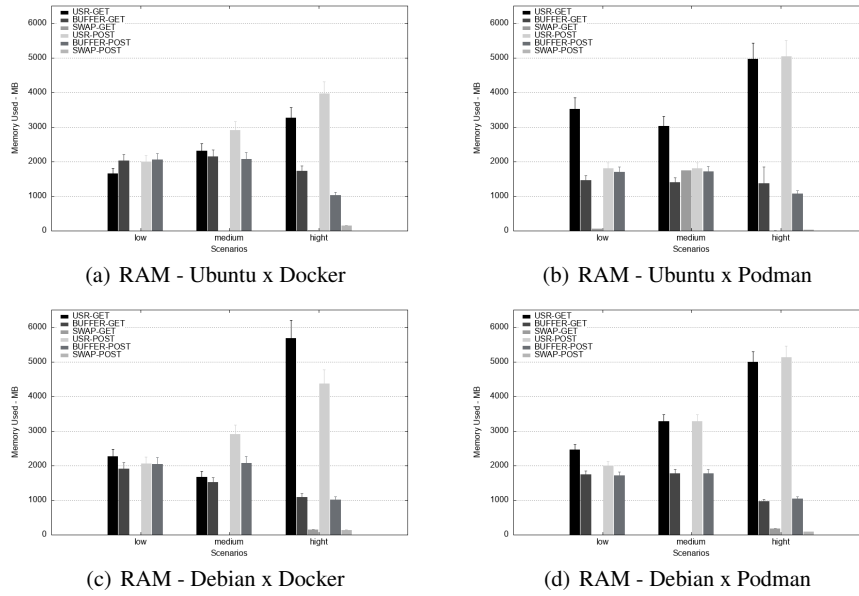 USR-GET
BUFFER-GET
SWAP-GET
USR-POST
BUFFER-POST
SWAP-POST
6000
5000
4000
3000
2000
1000
0
Memory Used - MB
low medium hight
Scenarios
(a) RAM - Ubuntu x Docker
USR-GET
BUFFER-GET
SWAP-GET
USR-POST
BUFFER-POST
SWAP-POST
6000
5000
4000
3000
2000
1000
0
Memory Used - MB
low medium hight
Scenarios
(b) RAM - Ubuntu x Podman
USR-GET
BUFFER-GET
SWAP-GET
USR-POST
BUFFER-POST
SWAP-POST
6000
5000
4000
3000
2000
1000
0
Memory Used - MB
low medium hight
Scenarios
(c) RAM - Debian x Docker
USR-GET
BUFFER-GET
SWAP-GET
USR-POST
BUFFER-POST
SWAP-POST
6000
5000
4000
3000
2000
1000
0
Memory Used - MB
low medium hight
Scenarios
(d) RAM - Debian x Podman